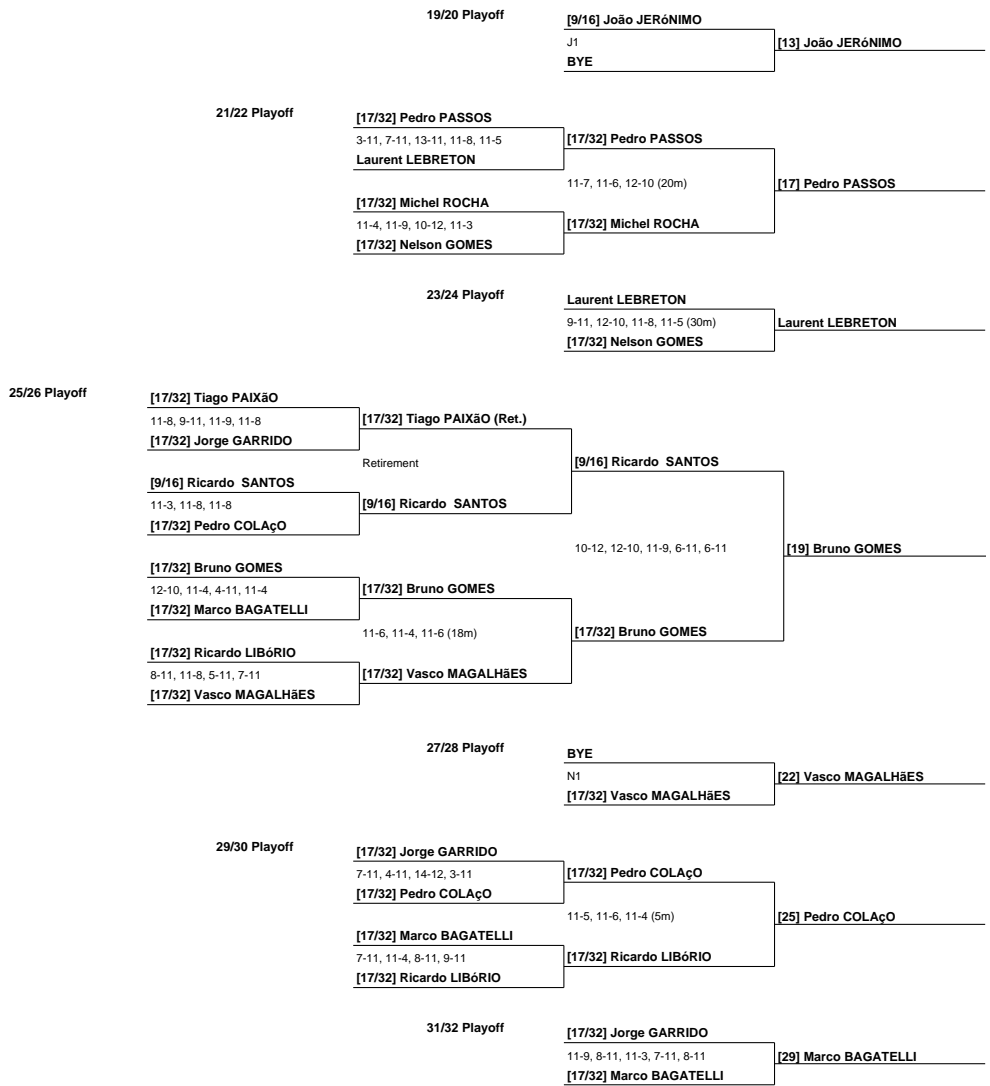 19/20 Playoff
[9/16] João JERóNIMO
J1
BYE
[13] João JERóNIMO
21/22 Playoff
[17/32] Pedro PASSOS
3-11, 7-11, 13-11, 11-8, 11-5
Laurent LEBRETON
[17/32] Pedro PASSOS
11-7, 11-6, 12-10 (20m)
[17] Pedro PASSOS
[17/32] Michel ROCHA
11-4, 11-9, 10-12, 11-3
[17/32] Nelson GOMES
[17/32] Michel ROCHA
23/24 Playoff
Laurent LEBRETON
9-11, 12-10, 11-8, 11-5 (30m)
[17/32] Nelson GOMES
Laurent LEBRETON
25/26 Playoff
[17/32] Tiago PAIXãO
11-8, 9-11, 11-9, 11-8
[17/32] Jorge GARRIDO
[17/32] Tiago PAIXãO (Ret.)
Retirement
[9/16] Ricardo  SANTOS
[9/16] Ricardo  SANTOS
11-3, 11-8, 11-8
[17/32] Pedro COLAçO
[9/16] Ricardo  SANTOS
10-12, 12-10, 11-9, 6-11, 6-11
[19] Bruno GOMES
[17/32] Bruno GOMES
12-10, 11-4, 4-11, 11-4
[17/32] Marco BAGATELLI
[17/32] Bruno GOMES
11-6, 11-4, 11-6 (18m)
[17/32] Bruno GOMES
[17/32] Ricardo LIBóRIO
8-11, 11-8, 5-11, 7-11
[17/32] Vasco MAGALHãES
[17/32] Vasco MAGALHãES
27/28 Playoff
BYE
N1
[17/32] Vasco MAGALHãES
[22] Vasco MAGALHãES
29/30 Playoff
[17/32] Jorge GARRIDO
7-11, 4-11, 14-12, 3-11
[17/32] Pedro COLAçO
[17/32] Pedro COLAçO
11-5, 11-6, 11-4 (5m)
[25] Pedro COLAçO
[17/32] Marco BAGATELLI
7-11, 11-4, 8-11, 9-11
[17/32] Ricardo LIBóRIO
[17/32] Ricardo LIBóRIO
31/32 Playoff
[17/32] Jorge GARRIDO
11-9, 8-11, 11-3, 7-11, 8-11
[17/32] Marco BAGATELLI
[29] Marco BAGATELLI